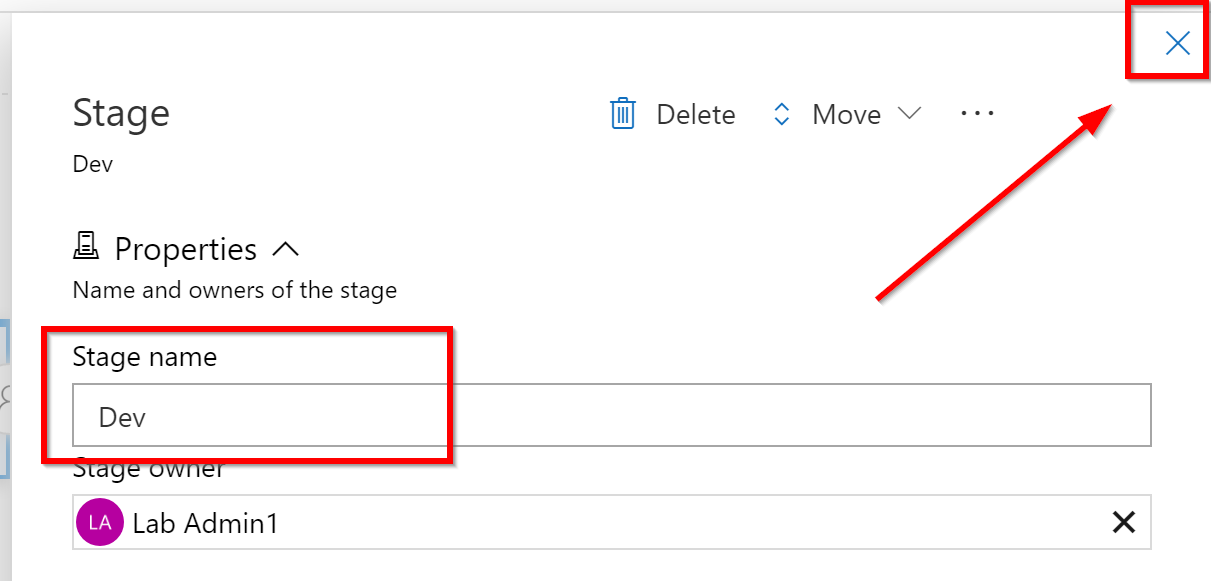 Stage
Delete
Move
Dev
Properties
Name and owners of the stage
Stage name
Dev
Stage owner
LA
Lab Admin1